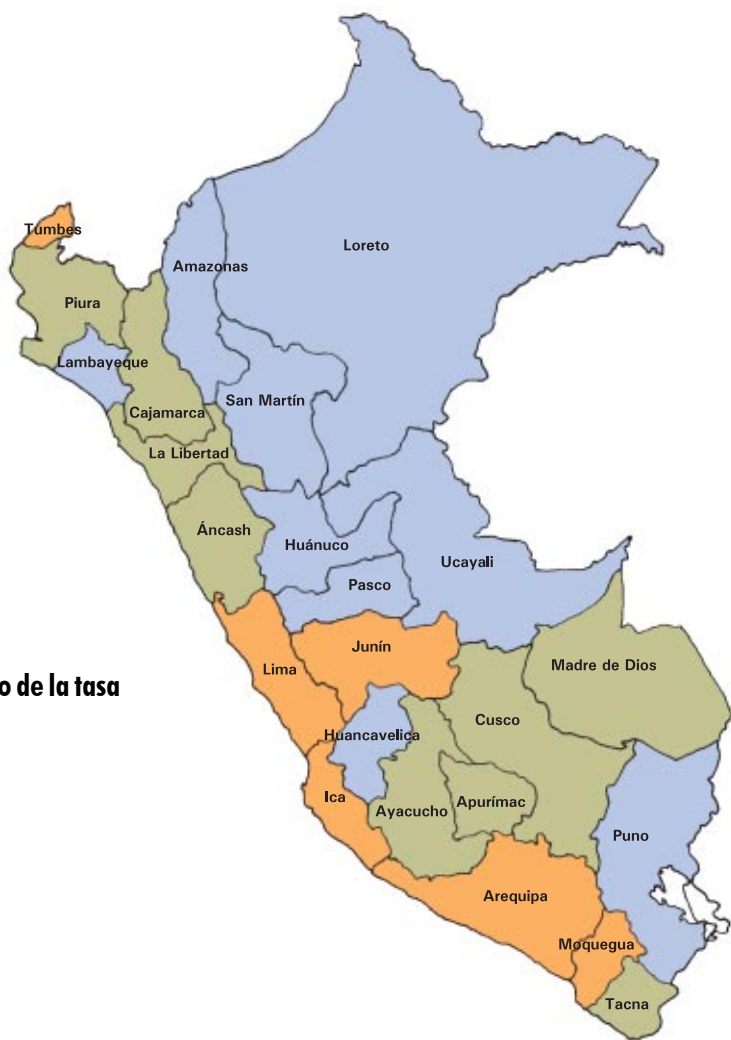 Tumbes
Loreto
Amazonas
Piura
Lambayeque
San Martín
Cajamarca
La Libertad
Áncash
Huánuco
Ucayali
Pasco
Junín
Madre de Dios
Lima
o de la tasa
Cusco
Huancavelica
Ica
Apurímac
Ayacucho
Puno
Arequipa
Moquegua
Tacna